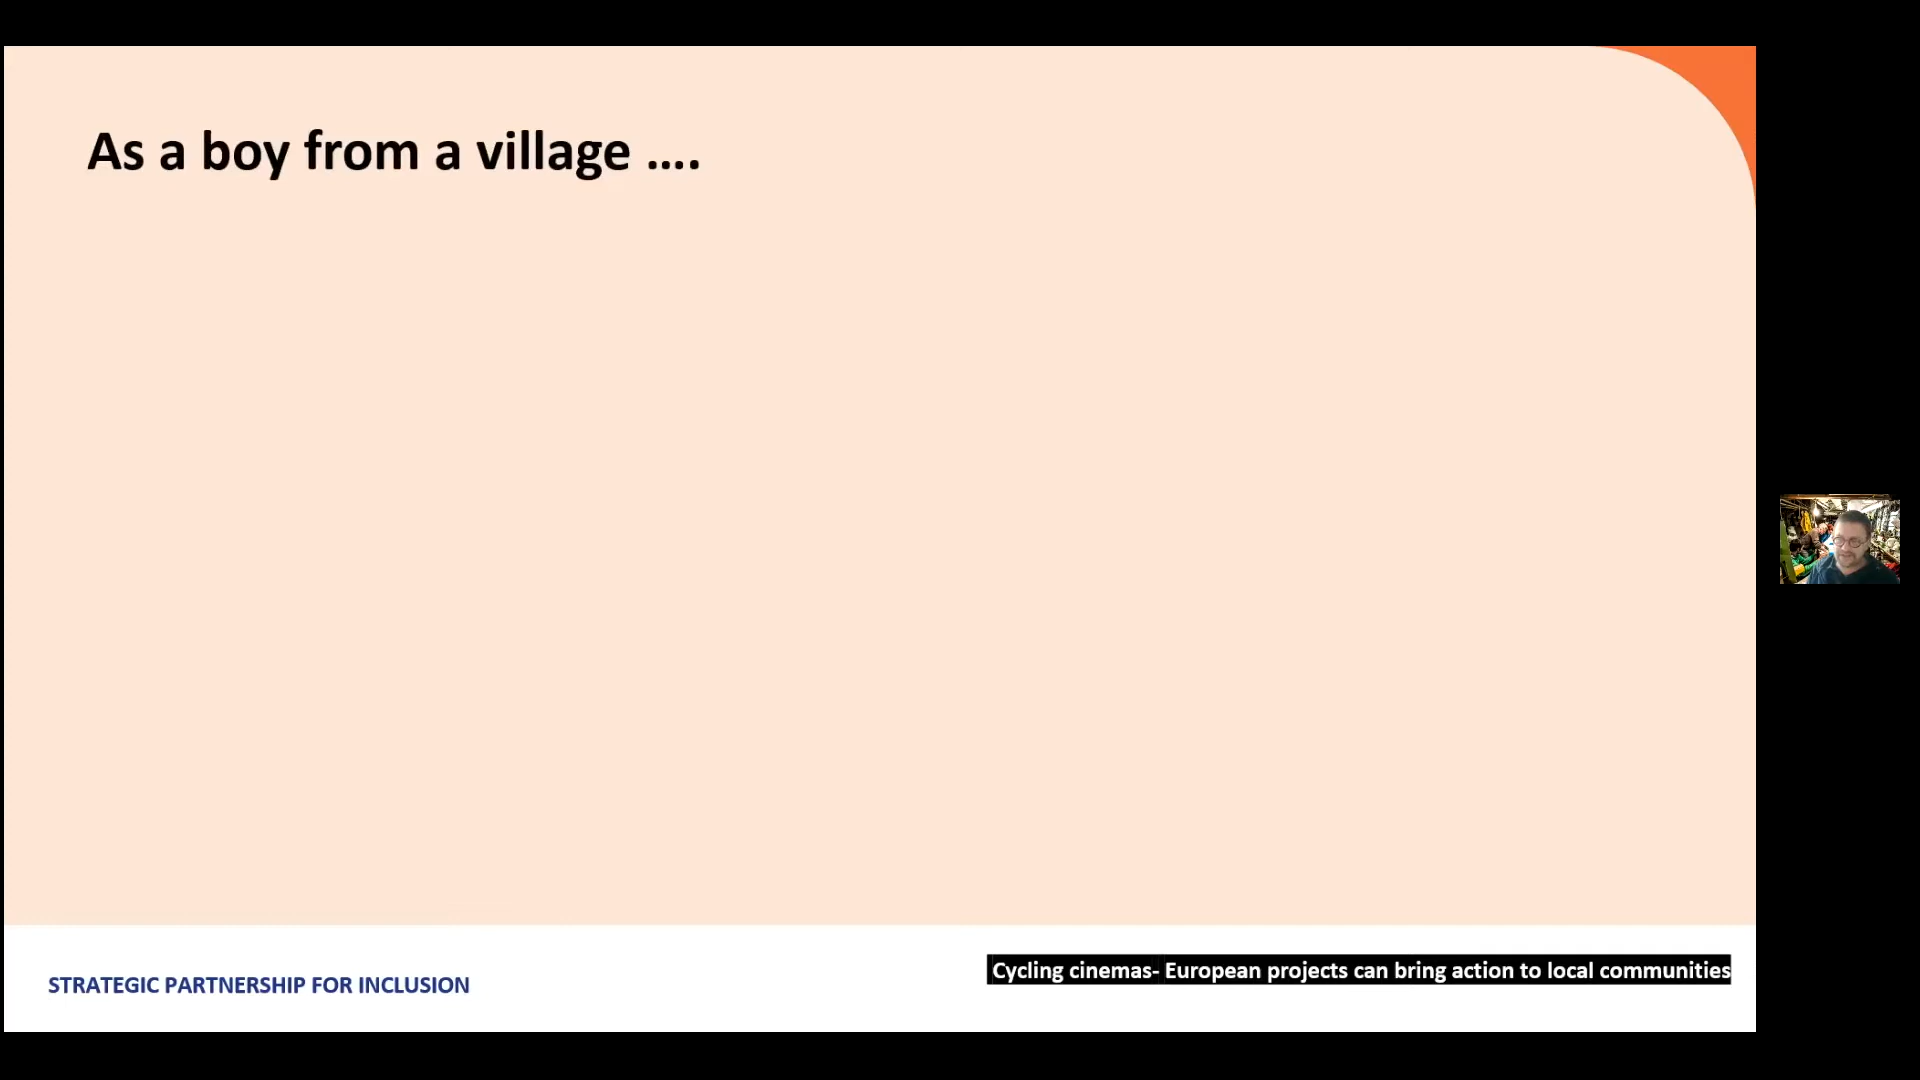 As a boy from a village ....
STRATEGIC PARTNERSHIP FOR INCLUSION
Cycling cinemas- European projects can bring action to local communities